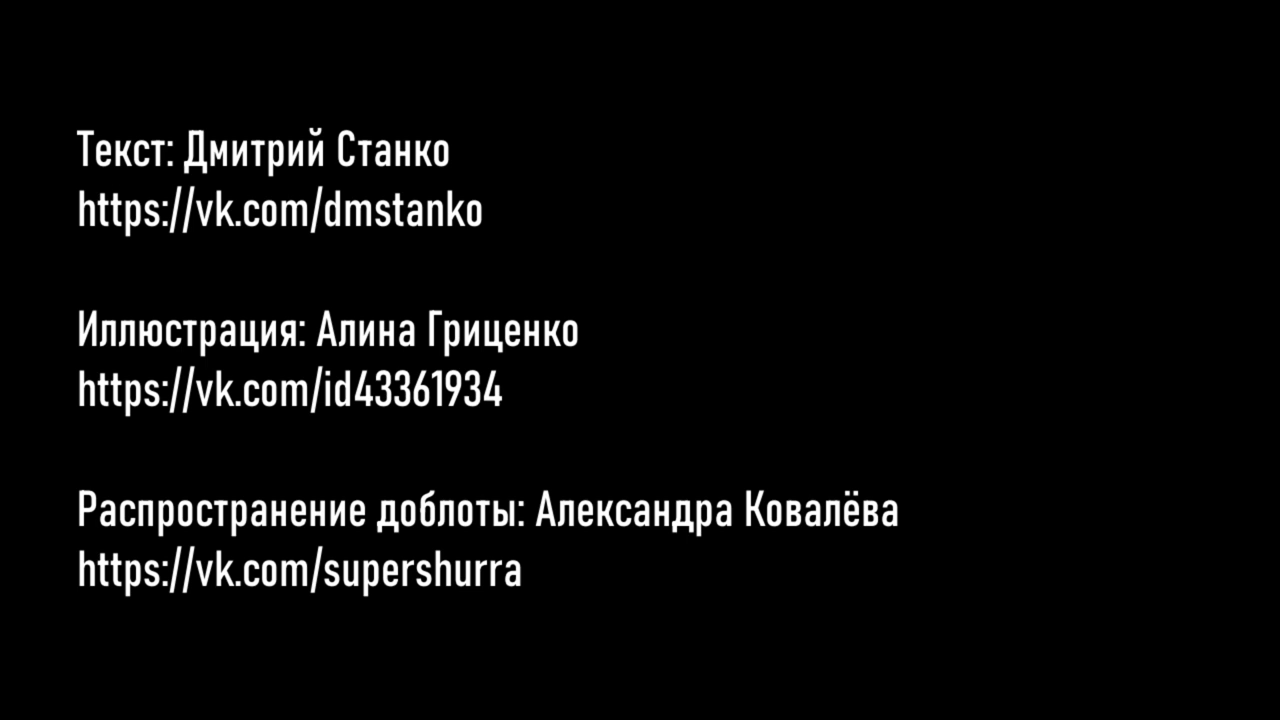 Текст: Дмитрий Станко
https://vk.com/dmstanko
Иллюстрация: Алина Гриценко
https://vk.com/id43361934
Распространение доблоты: Александра Ковалёва
https://vk.com/supershurra